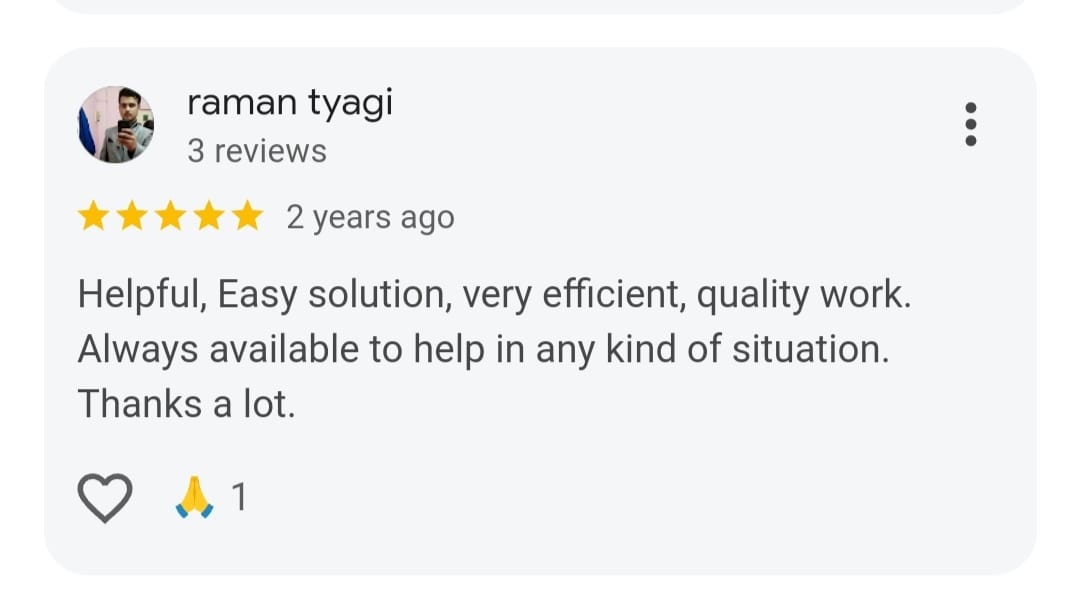 raman tyagi
3 reviews
2 years ago
Helpful, Easy solution, very efficient, quality work.
Always available to help in any kind of situation.
Thanks a lot.
🙏 1